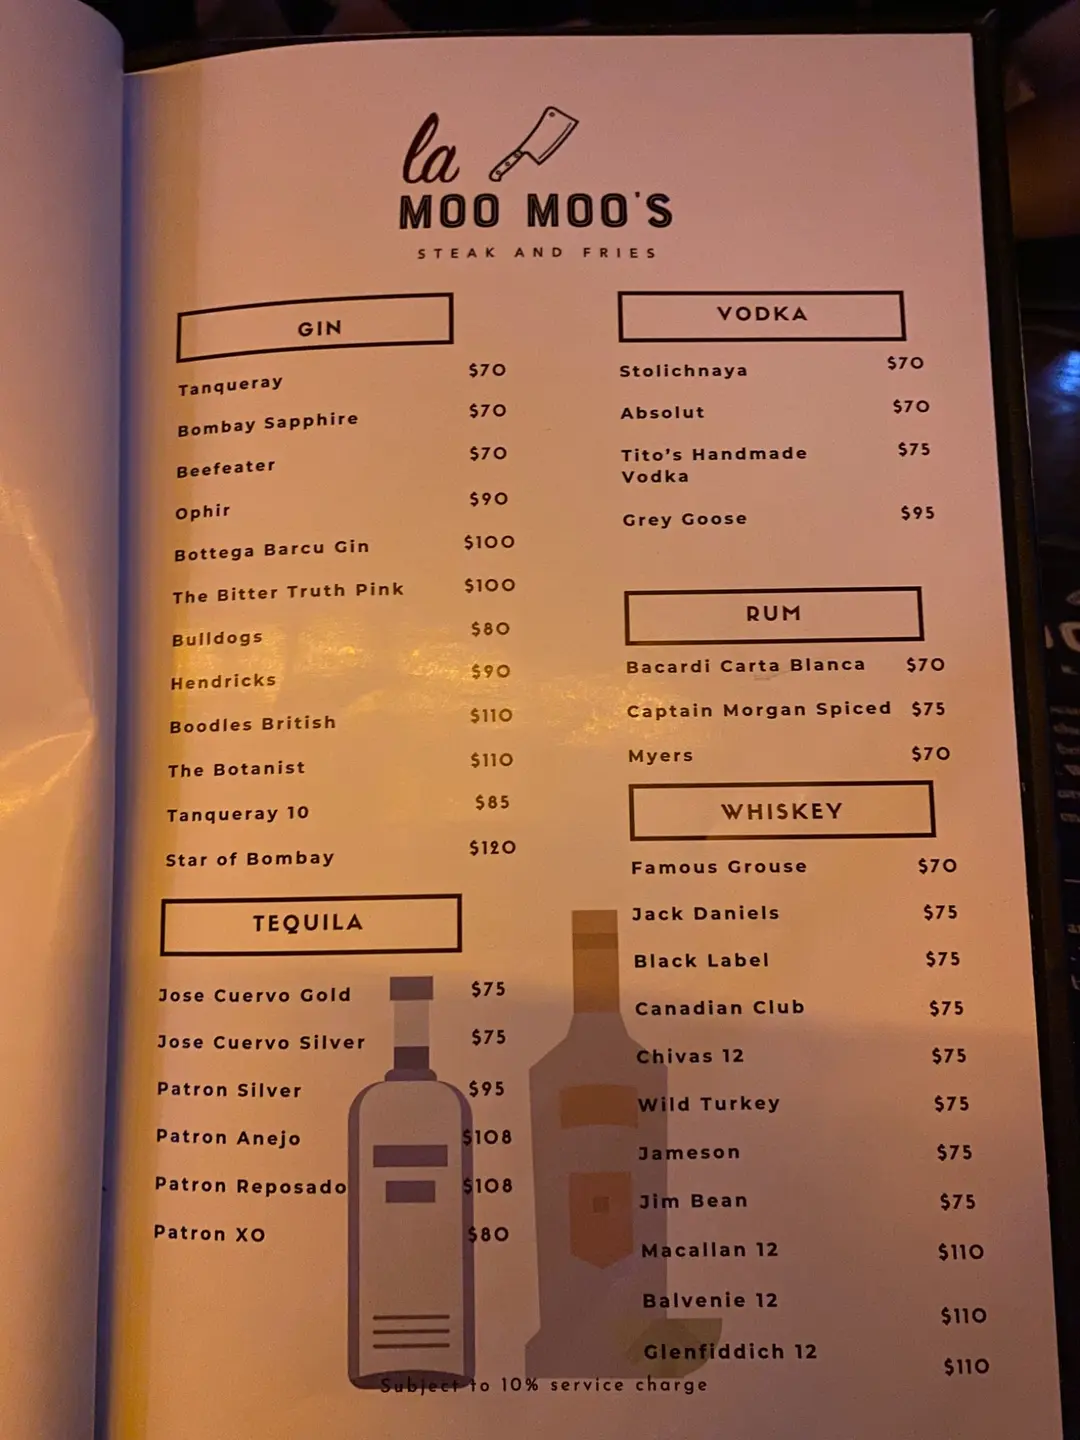 la
MOO MOO'S
STEAK AND FRIES
GIN
Tanqueray $70
Bombay Sapphire $70
Beefeater $70
Ophir $90
Bottega Barcu Gin $100
The Bitter Truth Pink $100
Bulldogs $80
Hendricks $90
Boodles British $110
The Botanist $110
Tanqueray 10 $85
Star of Bombay $120
TEQUILA
Jose Cuervo Gold $75
Jose Cuervo Silver $75
Patron Silver $95
Patron Anejo $108
Patron Reposado $108
Patron XO $80
VODKA
Stolichnaya $70
Absolut $70
Tito's Handmade $75
Vodka
Grey Goose $95
RUM
Bacardi Carta Blanca $70
Captain Morgan Spiced $75
Myers $70
WHISKEY
Famous Grouse $70
Jack Daniels $75
Black Label $75
Canadian Club $75
Chivas 12 $75
Wild Turkey $75
Jameson $75
Jim Bean $75
Macallan 12 $110
Balvenie 12 $110
Glenfiddich 12 $110
Subject to 10% service charge